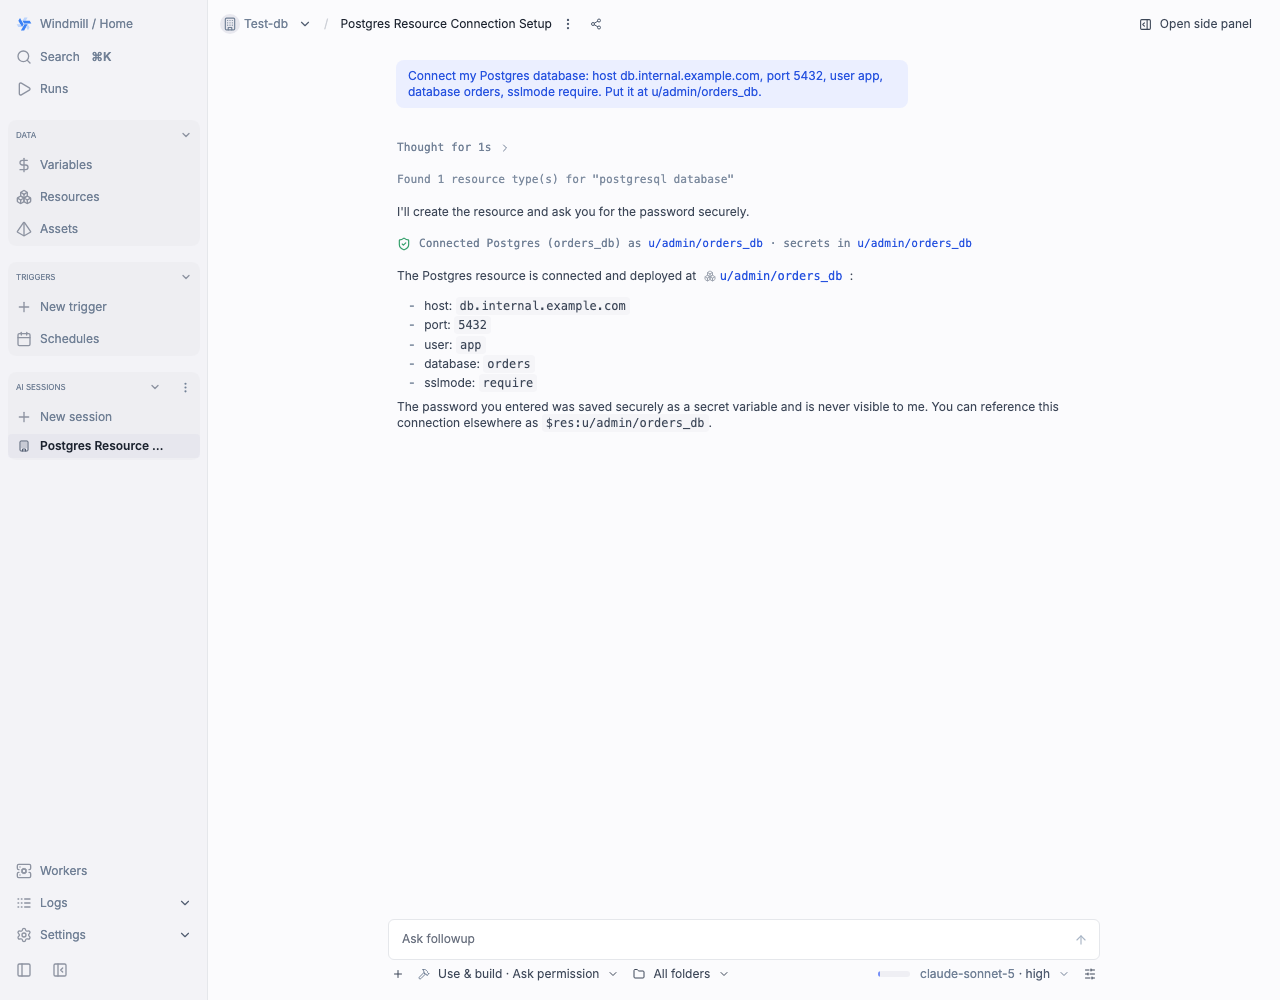 Windmill / Home
Search ⌘K
Runs
DATA
Variables
Resources
Assets
TRIGGERS
New trigger
Schedules
AI SESSIONS
New session
Postgres Resource ...
Workers
Logs
Settings
Test-db / Postgres Resource Connection Setup
Open side panel
Connect my Postgres database: host db.internal.example.com, port 5432, user app,
database orders, sslmode require. Put it at u/admin/orders_db.
Thought for 1s
Found 1 resource type(s) for "postgresql database"
I'll create the resource and ask you for the password securely.
Connected Postgres (orders_db) as u/admin/orders_db · secrets in u/admin/orders_db
The Postgres resource is connected and deployed at u/admin/orders_db :
- host: db.internal.example.com
- port: 5432
- user: app
- database: orders
- sslmode: require
The password you entered was saved securely as a secret variable and is never visible to me. You can reference this
connection elsewhere as $res:u/admin/orders_db .
Ask followup
Use & build · Ask permission
All folders
claude-sonnet-5 · high